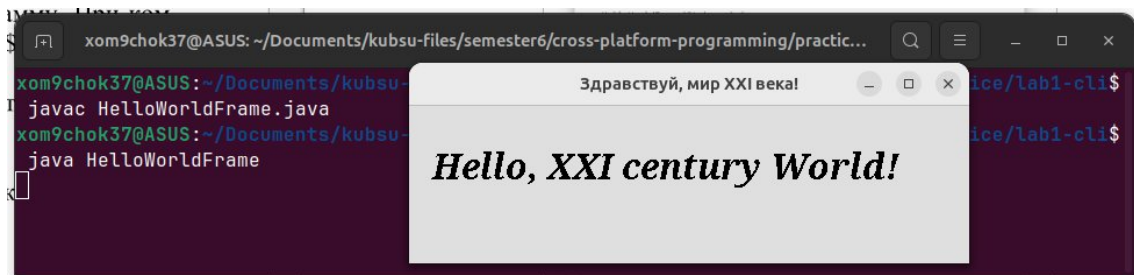 xom9chok37@ASUS: ~/Documents/kubsu-files/semester6/cross-platform-programming/practic...
xom9chok37@ASUS:~/Documents/kubsu-
ice/lab1-cli$
javac HelloWorldFrame.java
xom9chok37@ASUS:~/Documents/kubsu-
ice/lab1-cli$
java HelloWorldFrame
Здравствуй, мир XXI века!
Hello, XXI century World!